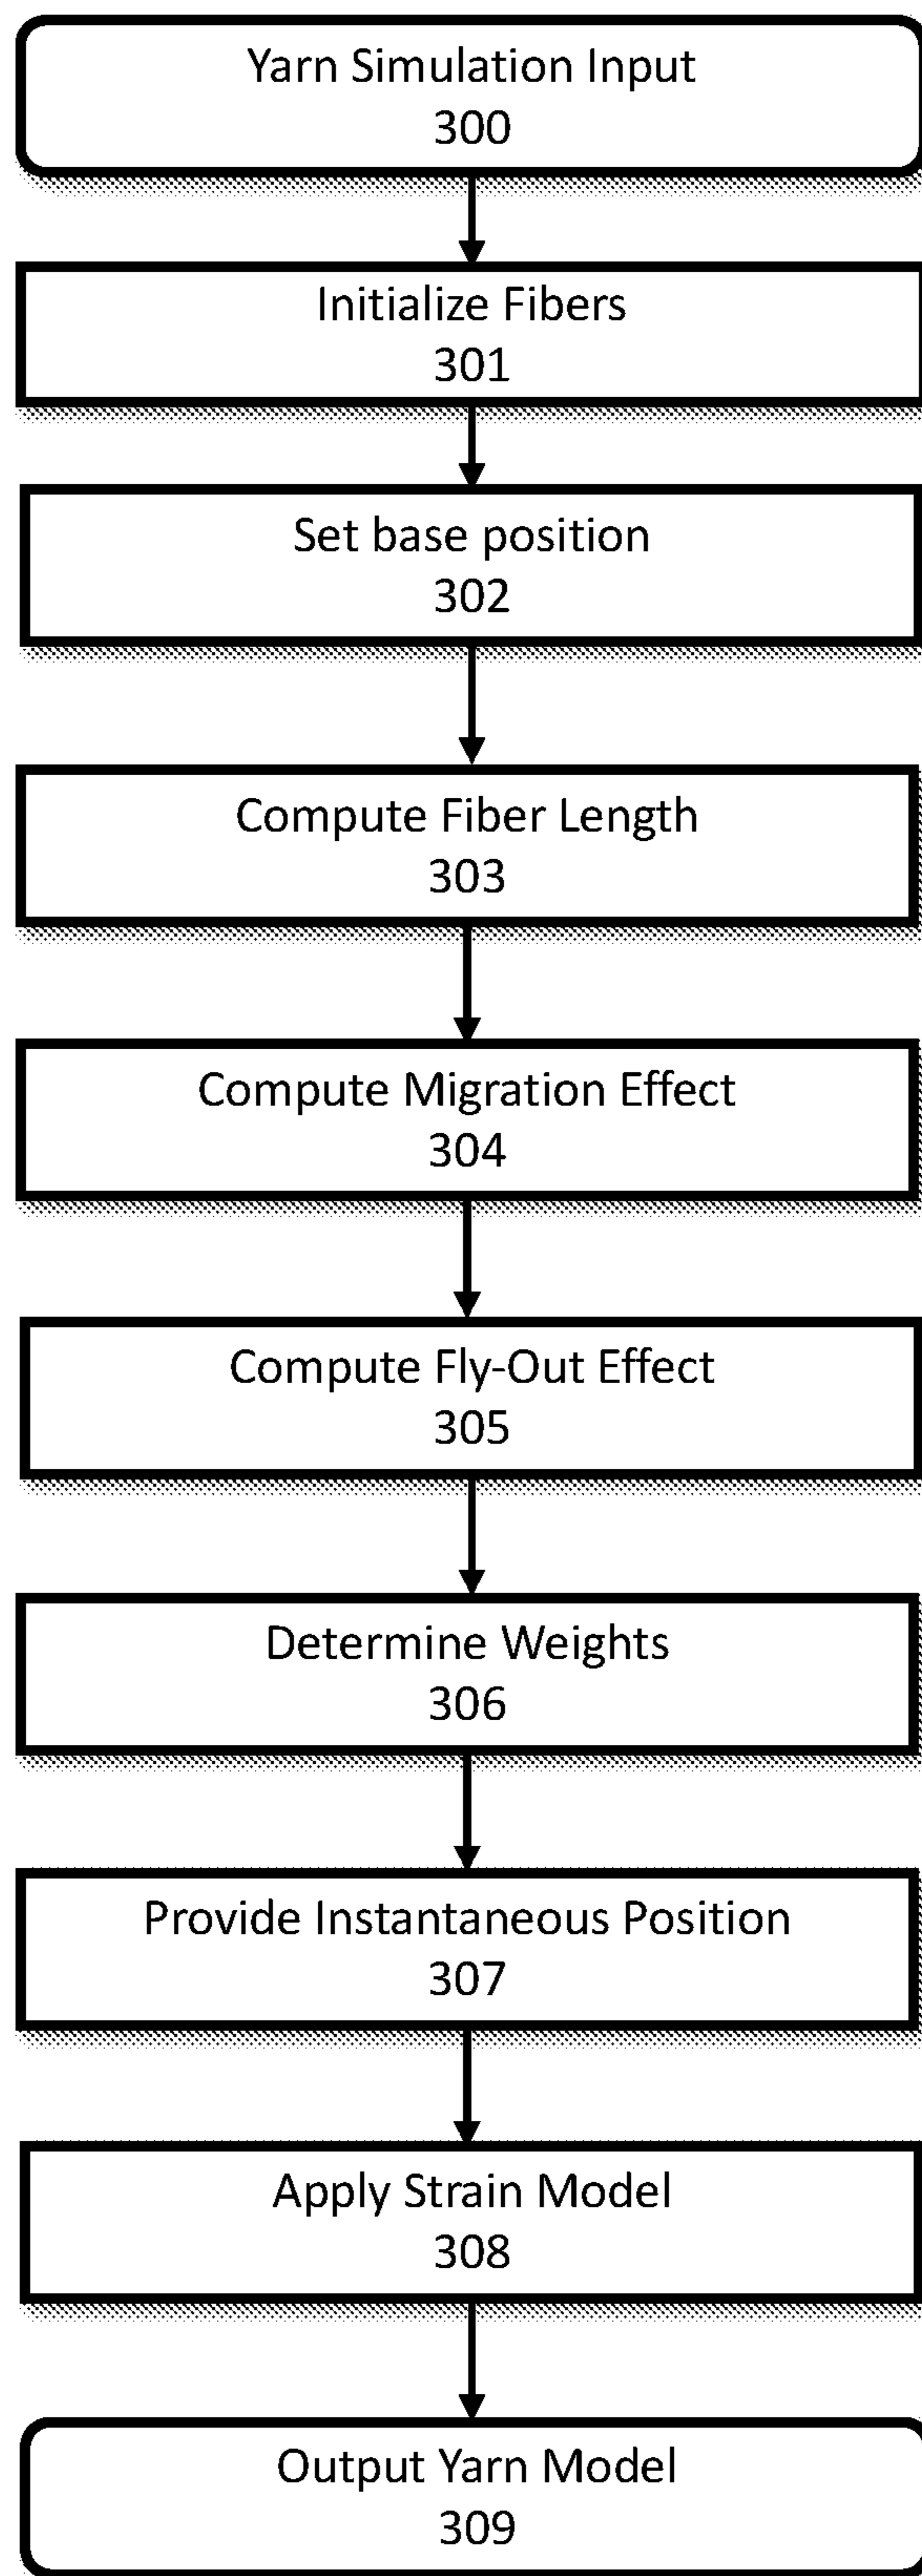 Yarn Simulation Input
300
Initialize Fibers
301
Set base position
302
Compute Fiber Length
303
Compute Migration Effect
304
Compute Fly-Out Effect
305
Determine Weights
306
Provide Instantaneous Position
307
Apply Strain Model
308
Output Yarn Model
309